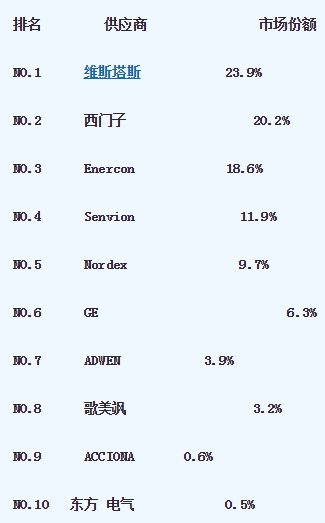 排名 供应商 市场份额
NO.1 维斯塔斯 23.9%
NO.2 西门子 20.2%
NO.3 Enercon 18.6%
NO.4 Senvion 11.9%
NO.5 Nordex 9.7%
NO.6 GE 6.3%
NO.7 ADWEN 3.9%
NO.8 歌美飒 3.2%
NO.9 ACCIONA 0.6%
NO.10 东方 电气 0.5%